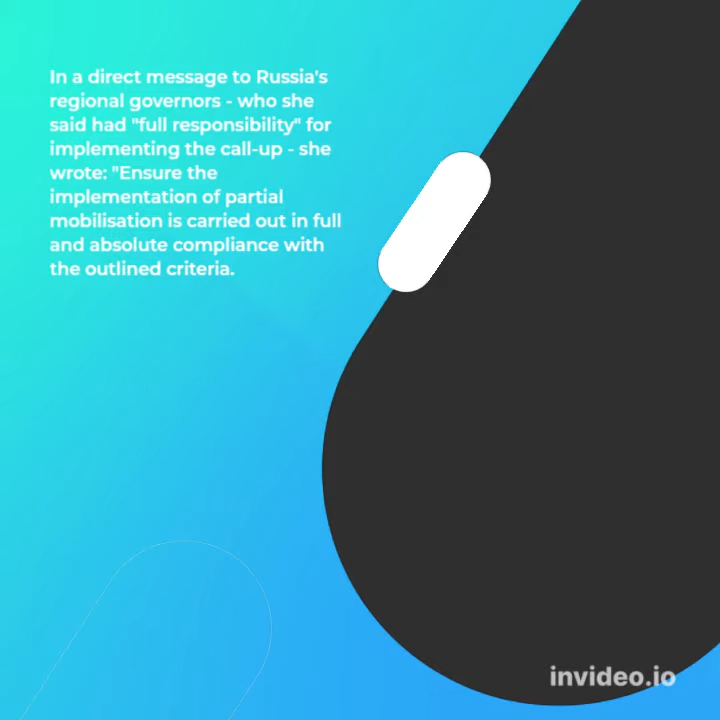 In a direct message to Russia's
regional governors - who she
said had "full responsibility" for
implementing the call-up - she
wrote: "Ensure the
implementation of partial
mobilisation is carried out in full
and absolute compliance with
the outlined criteria.
invideo.io